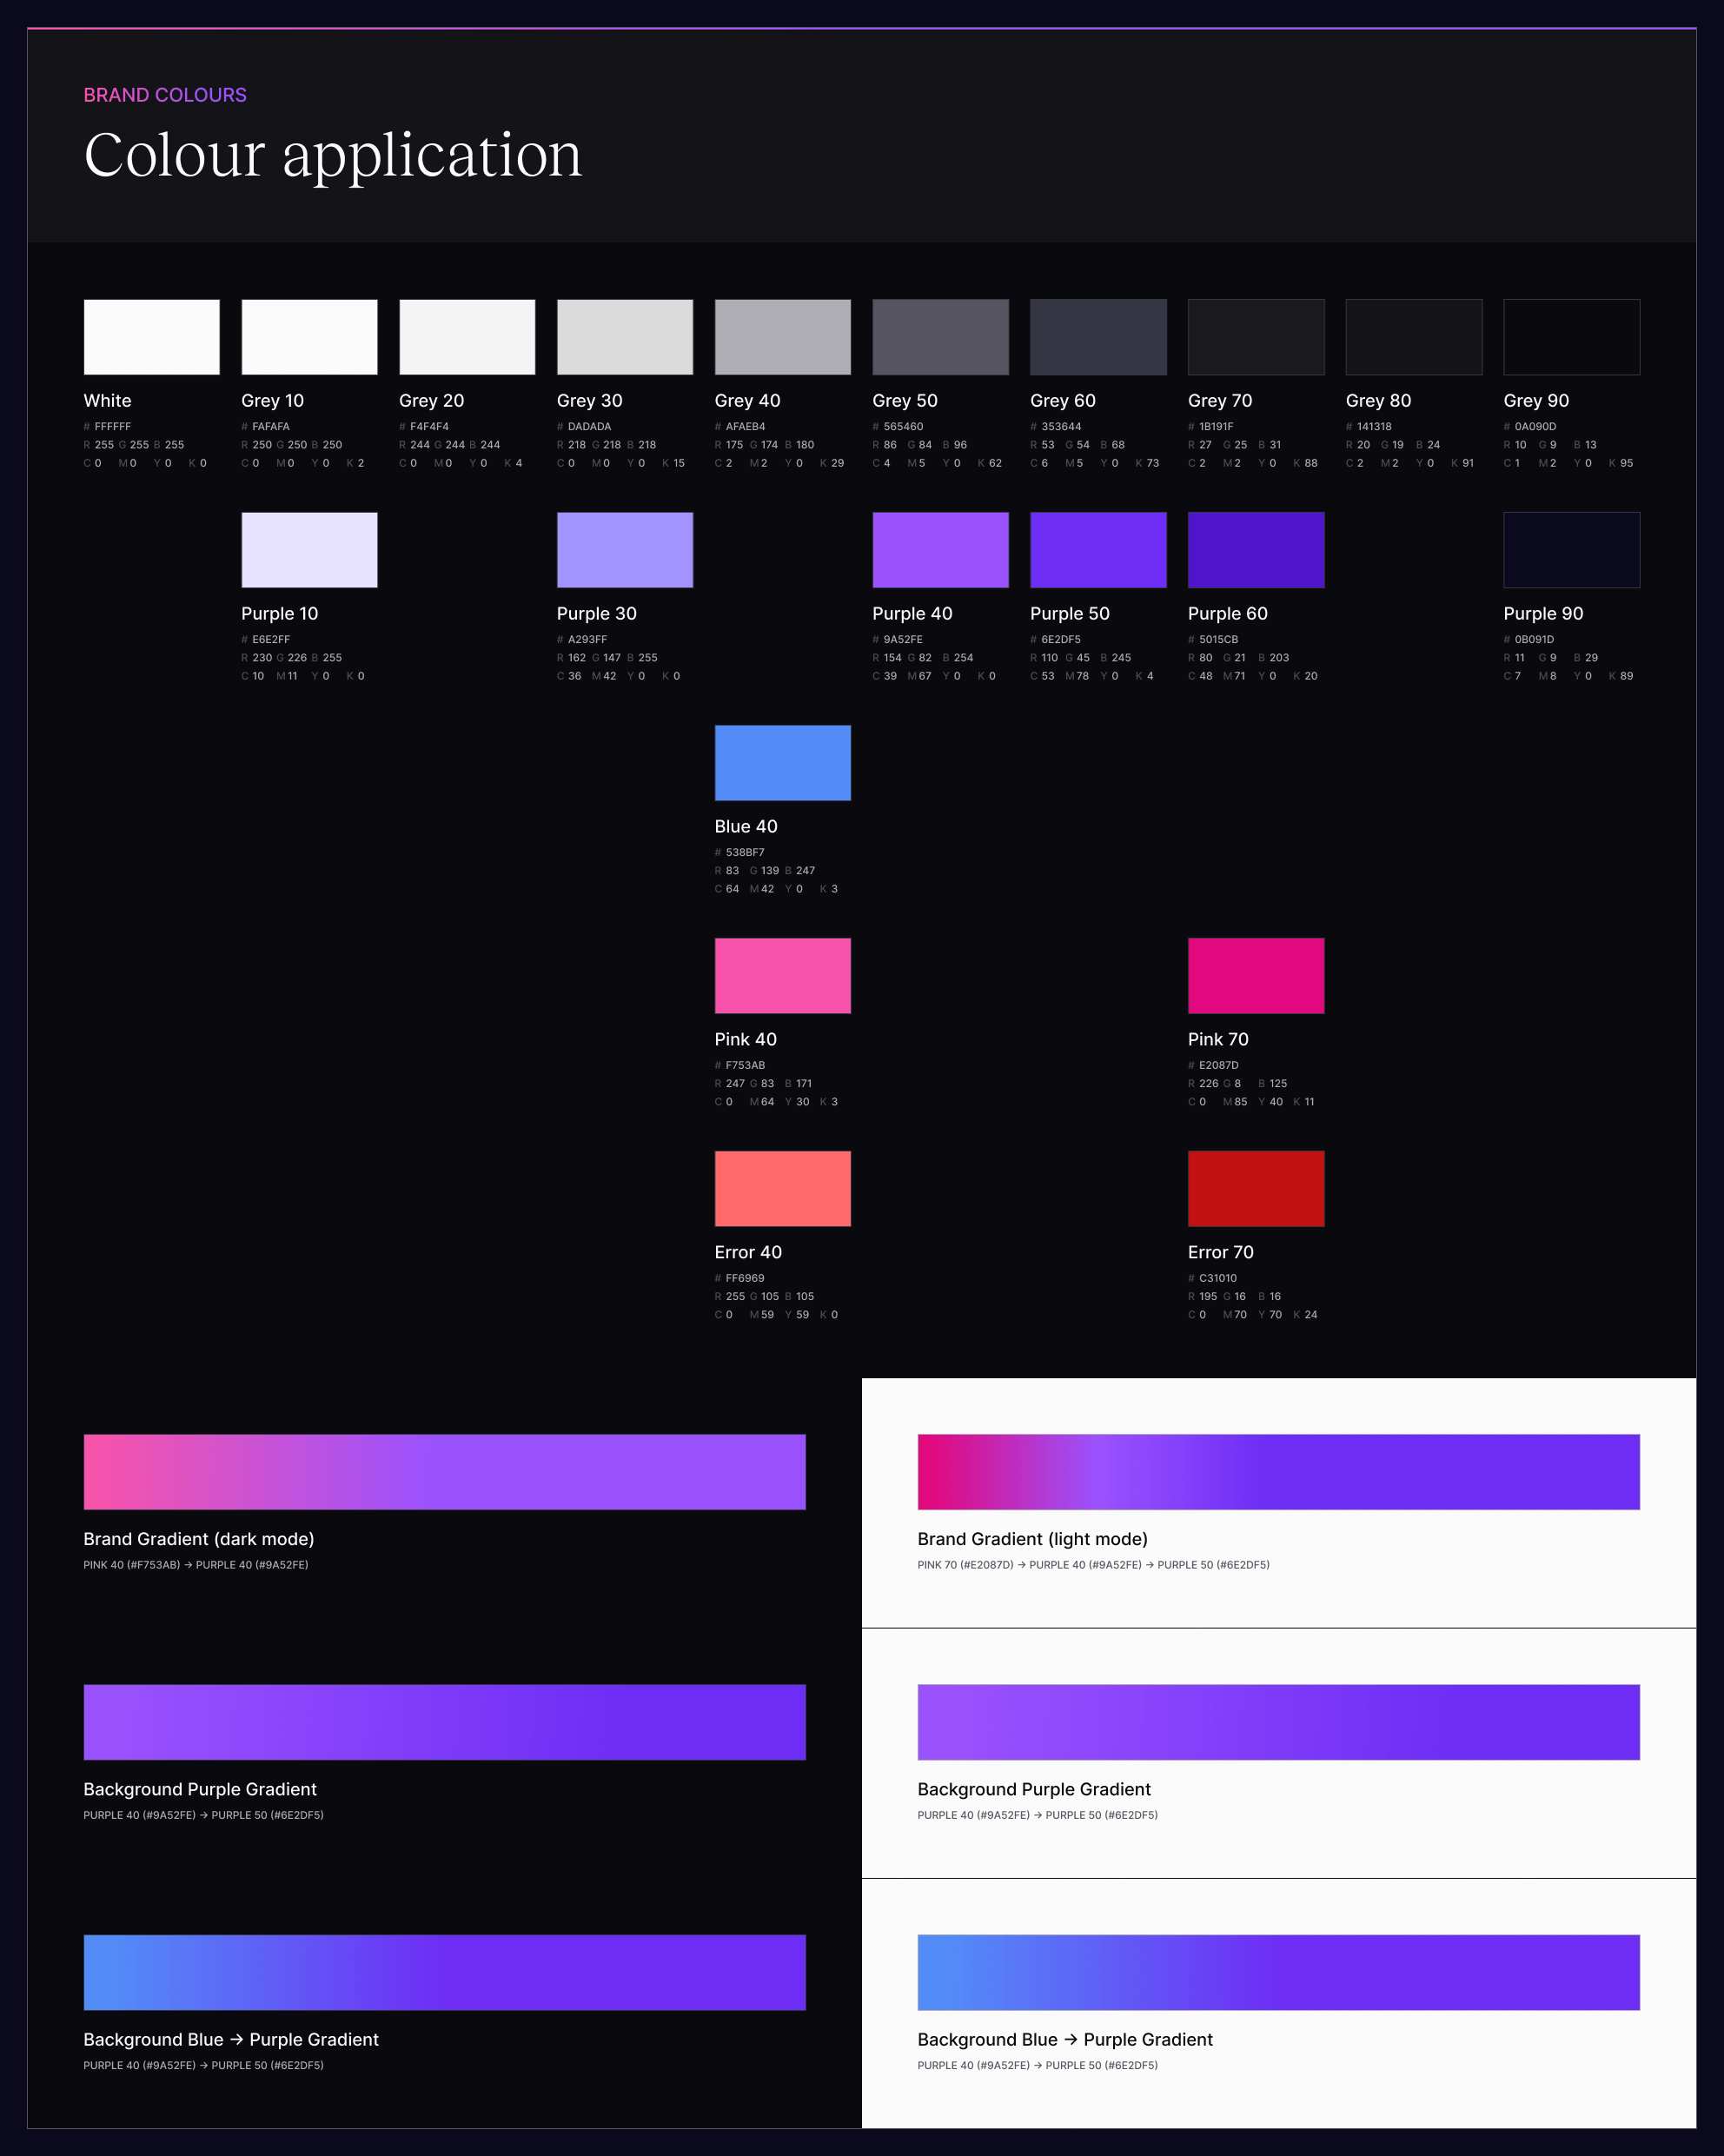 BRAND COLOURS
Colour application
White
# FFFFFF
R 255 G 255 B 255
C 0 M 0 Y 0 K 0
Grey 10
# FAFAFA
R 250 G 250 B 250
C 0 M 0 Y 0 K 2
Grey 20
# F4F4F4
R 244 G 244 B 244
C 0 M 0 Y 0 K 4
Grey 30
# DADADA
R 218 G 218 B 218
C 0 M 0 Y 0 K 15
Grey 40
# AFAEB4
R 175 G 174 B 180
C 2 M 2 Y 0 K 29
Grey 50
# 565460
R 86 G 84 B 96
C 4 M 5 Y 0 K 62
Grey 60
# 353644
R 53 G 54 B 68
C 6 M 5 Y 0 K 73
Grey 70
# 1B191F
R 27 G 25 B 31
C 2 M 2 Y 0 K 88
Grey 80
# 141318
R 20 G 19 B 24
C 2 M 2 Y 0 K 91
Grey 90
# 0A090D
R 10 G 9 B 13
C 1 M 2 Y 0 K 95
Purple 10
# E6E2FF
R 230 G 226 B 255
C 10 M 11 Y 0 K 0
Purple 30
# A293FF
R 162 G 147 B 255
C 36 M 42 Y 0 K 0
Purple 40
# 9A52FE
R 154 G 82 B 254
C 39 M 67 Y 0 K 0
Purple 50
# 6E2DF5
R 110 G 45 B 245
C 53 M 78 Y 0 K 4
Purple 60
# 5015CB
R 80 G 21 B 203
C 48 M 71 Y 0 K 20
Purple 90
# 0B091D
R 11 G 9 B 29
C 7 M 8 Y 0 K 89
Blue 40
# 538BF7
R 83 G 139 B 247
C 64 M 42 Y 0 K 3
Pink 40
# F753AB
R 247 G 83 B 171
C 0 M 64 Y 30 K 3
Pink 70
# E2087D
R 226 G 8 B 125
C 0 M 85 Y 40 K 11
Error 40
# FF6969
R 255 G 105 B 105
C 0 M 59 Y 59 K 0
Error 70
# C31010
R 195 G 16 B 16
C 0 M 70 Y 70 K 24
Brand Gradient (dark mode)
PINK 40 (#F753AB) → PURPLE 40 (#9A52FE)
Brand Gradient (light mode)
PINK 70 (#E2087D) → PURPLE 40 (#9A52FE) → PURPLE 50 (#6E2DF5)
Background Purple Gradient
PURPLE 40 (#9A52FE) → PURPLE 50 (#6E2DF5)
Background Purple Gradient
PURPLE 40 (#9A52FE) → PURPLE 50 (#6E2DF5)
Background Blue → Purple Gradient
PURPLE 40 (#9A52FE) → PURPLE 50 (#6E2DF5)
Background Blue → Purple Gradient
PURPLE 40 (#9A52FE) → PURPLE 50 (#6E2DF5)